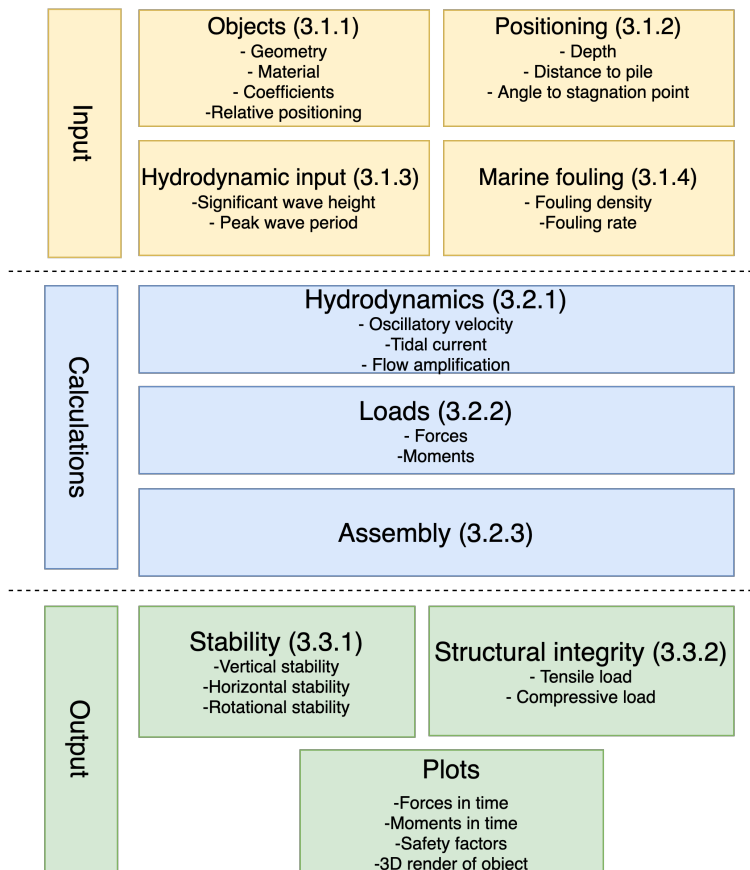 Input
Objects (3.1.1)
- Geometry
- Material
- Coefficients
-Relative positioning
Positioning (3.1.2)
- Depth
- Distance to pile
- Angle to stagnation point
Hydrodynamic input (3.1.3)
-Significant wave height
- Peak wave period
Marine fouling (3.1.4)
- Fouling density
-Fouling rate
Calculations
Hydrodynamics (3.2.1)
- Oscillatory velocity
-Tidal current
- Flow amplification
Loads (3.2.2)
- Forces
-Moments
Assembly (3.2.3)
Output
Stability (3.3.1)
-Vertical stability
-Horizontal stability
-Rotational stability
Structural integrity (3.3.2)
- Tensile load
- Compressive load
Plots
-Forces in time
-Moments in time
-Safety factors
-3D render of object